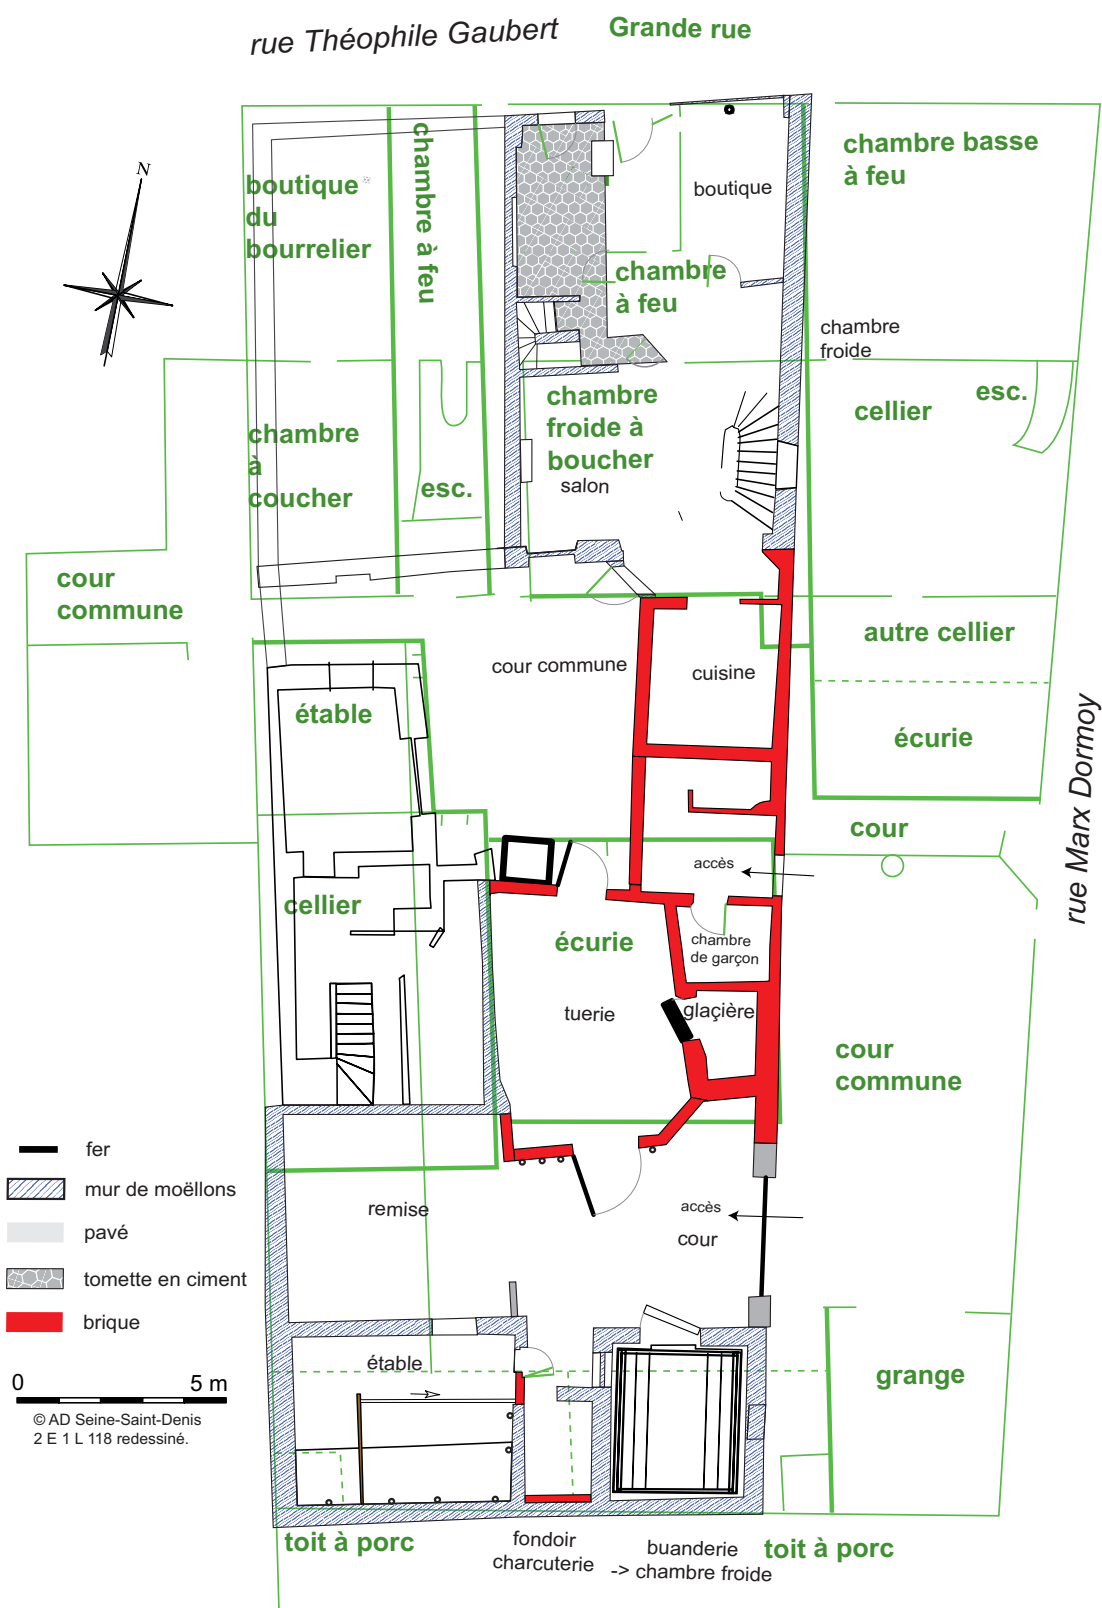 rue Théophile Gaubert
Grande rue
N
boutique
du
bourrelier
chambre à feu
boutique
chambre basse
à feu
chambre
à feu
chambre
froide
chambre
froide à
boucher
salon
cellier
esc.
chambre
à
coucher
esc.
cour
commune
cour commune
cuisine
autre cellier
étable
écurie
rue Marx Dormoy
cour
accès
cellier
écurie
chambre
de garçon
tuerie
glaçière
cour
commune
fer
mur de moëllons
pavé
tomette en ciment
brique
remise
accès
cour
étable
grange
0 5 m
© AD Seine-Saint-Denis
2 E 1 L 118 redessiné.
toit à porc
fondoir
charcuterie
buanderie
-> chambre froide
toit à porc